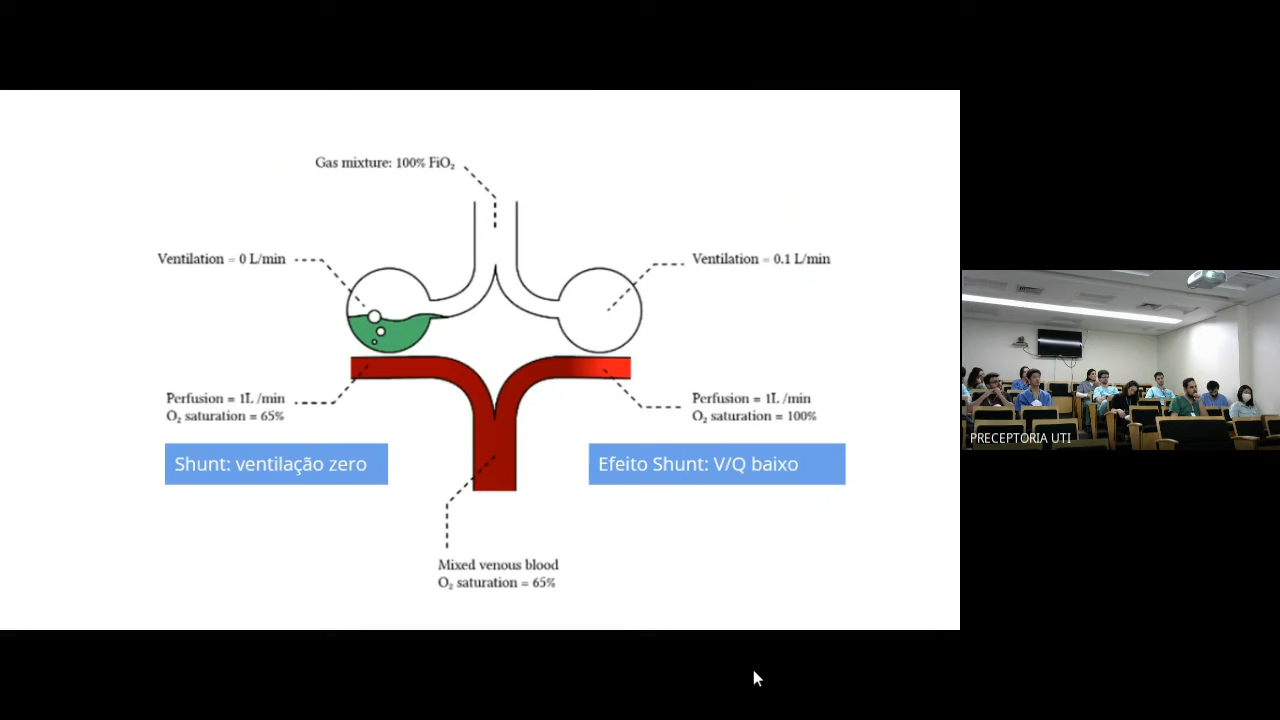 Gas mixture: 100% FiO₂
Ventilation = 0 L/min
Ventilation = 0.1 L/min
Perfusion = 1L /min
O₂ saturation = 65%
Perfusion = 1L /min
O₂ saturation = 100%
Shunt: ventilação zero
Efeito Shunt: V/Q baixo
Mixed venous blood
O₂ saturation = 65%
PRECEPTORIA UTI